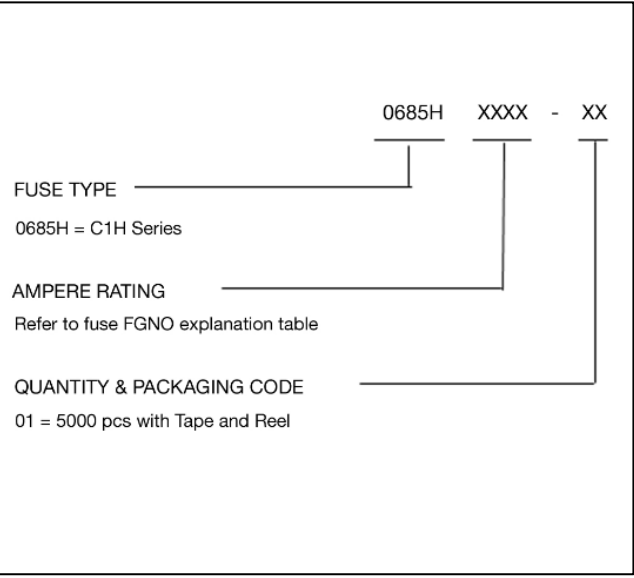 0685H XXXX - XX
FUSE TYPE
0685H = C1H Series
AMPERE RATING
Refer to fuse FGNO explanation table
QUANTITY & PACKAGING CODE
01 = 5000 pcs with Tape and Reel